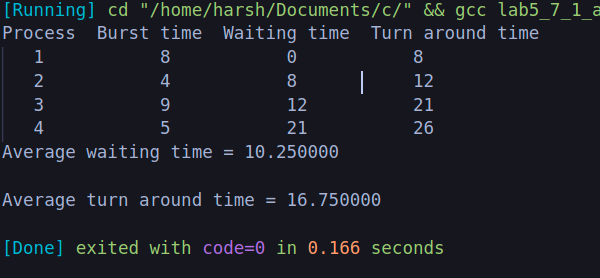 [Running] cd "/home/harsh/Documents/c/" && gcc lab5_7_1_a
Process  Burst time  Waiting time  Turn around time
1  8  0  8
2  4  8  12
3  9  12  21
4  5  21  26
Average waiting time = 10.250000
Average turn around time = 16.750000
[Done] exited with code=0 in 0.166 seconds